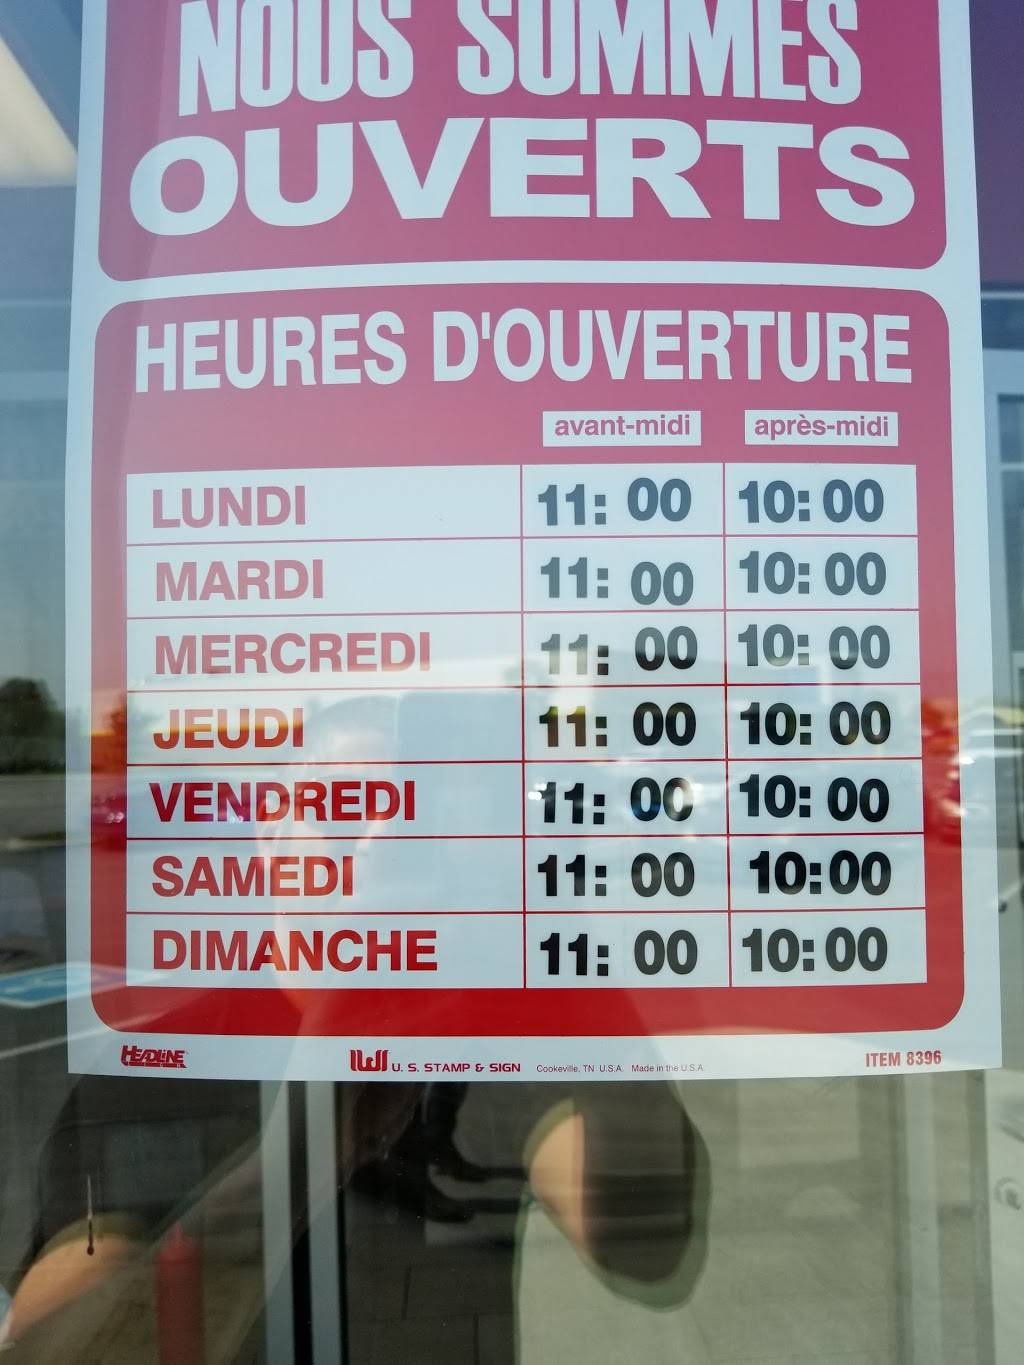 NOUS SOMMES
OUVERTS
HEURES D'OUVERTURE
avant-midi après-midi
LUNDI 11:00 10:00
MARDI 11:00 10:00
MERCREDI 11:00 10:00
JEUDI 11:00 10:00
VENDREDI 11:00 10:00
SAMEDI 11:00 10:00
DIMANCHE 11:00 10:00
HEADLINE SIGN U. S. STAMP & SIGN Cookeville, TN U.S.A. Made in the U.S.A. ITEM 8396